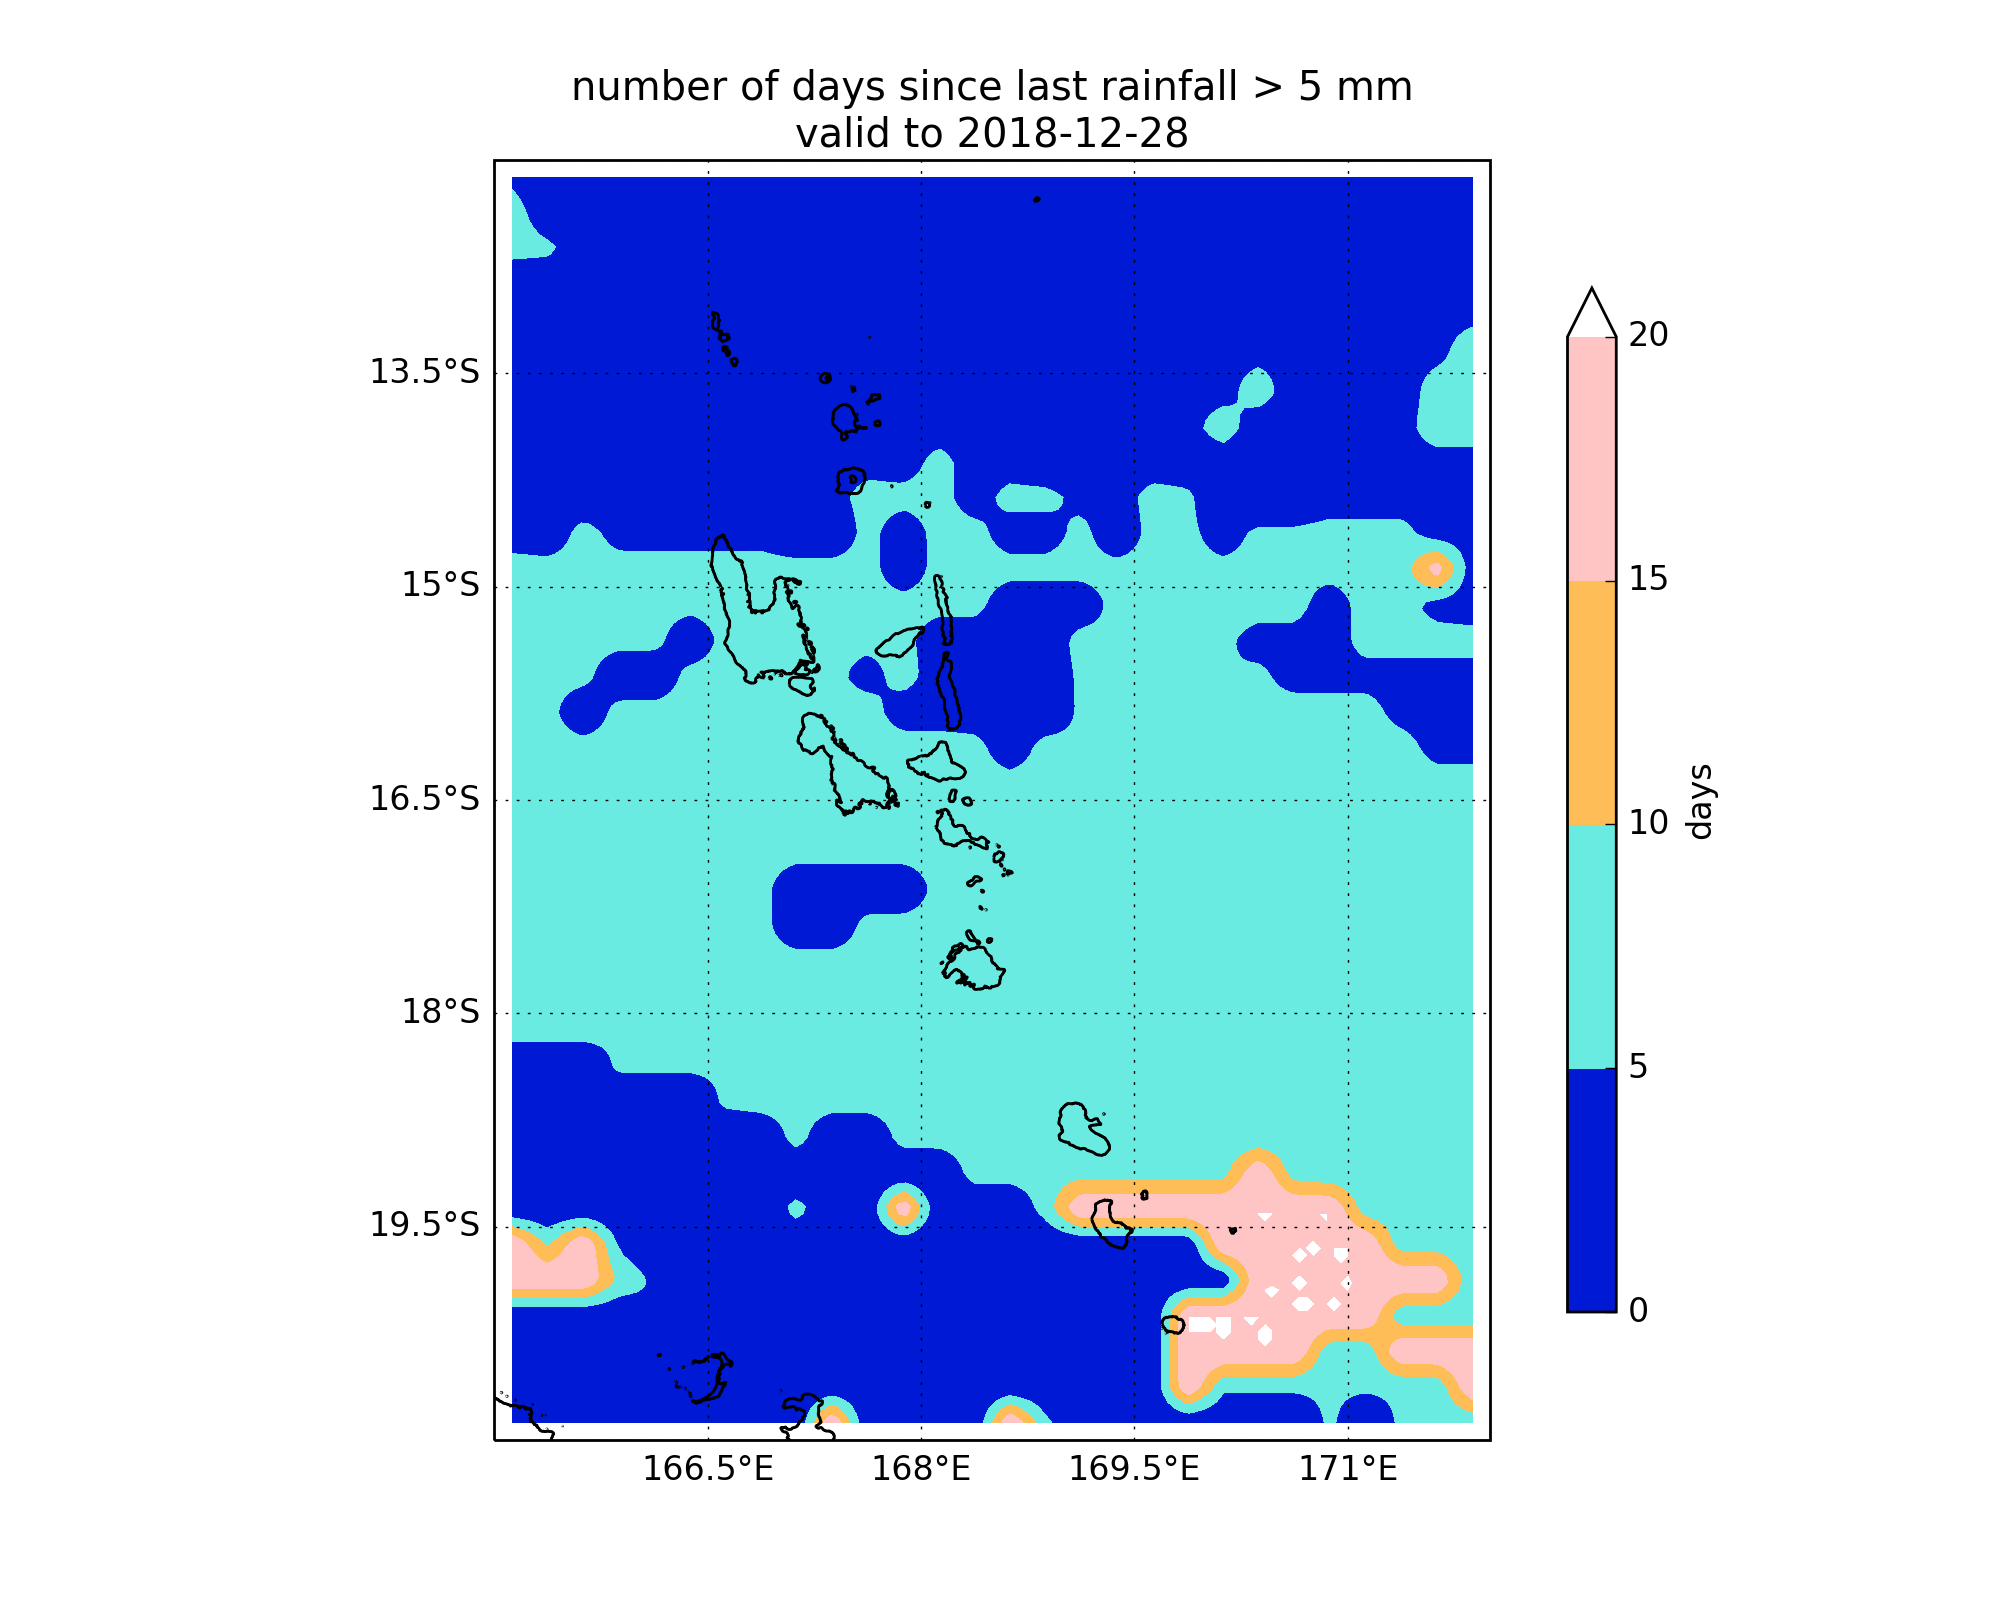 number of days since last rainfall > 5 mm
valid to 2018-12-28
13.5°S
15°S
16.5°S
18°S
19.5°S
166.5°E
168°E
169.5°E
171°E
20
15
10
5
0
days